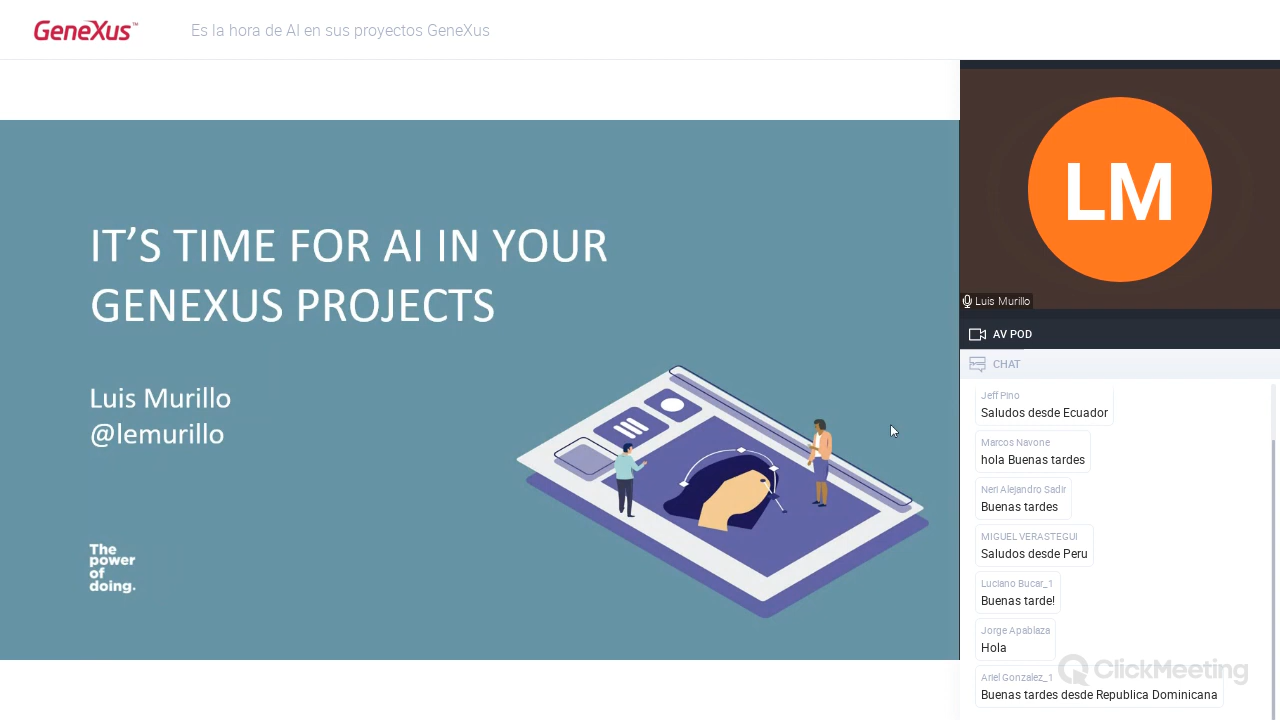 GeneXus™
Es la hora de AI en sus proyectos GeneXus
IT'S TIME FOR AI IN YOUR
GENEXUS PROJECTS
Luis Murillo
@lemurillo
The
power
of
doing.
LM
Luis Murillo
AV POD
CHAT
Jeff Pino
Saludos desde Ecuador
Marcos Navone
hola Buenas tardes
Neri Alejandro Sadir
Buenas tardes
MIGUEL VERASTEGUI
Saludos desde Peru
Luciano Bucar_1
Buenas tarde!
Jorge Apablaza
Hola
ClickMeeting
Ariel Gonzalez_1
Buenas tardes desde Republica Dominicana